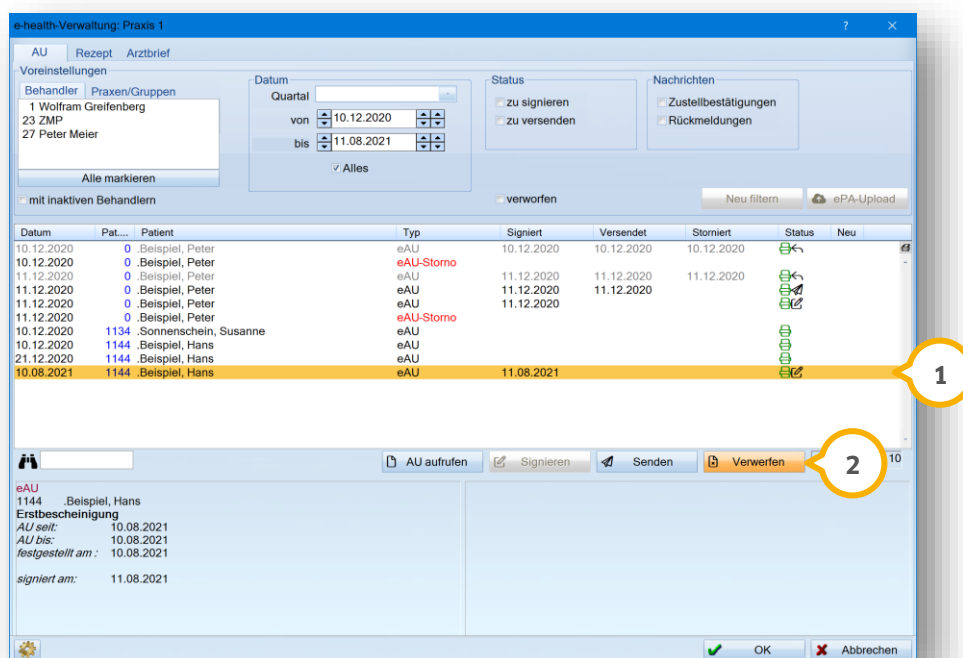 e-health-Verwaltung: Praxis 1 ? ×
AU Rezept Arztbrief
Voreinstellungen
Behandler Praxen/Gruppen
1 Wolfram Greifenberg
23 ZMP
27 Peter Meier
Alle markieren
mit inaktiven Behandlern
Datum
Quartal
von 10.12.2020
bis 11.08.2021
Alles
Status
zu signieren
zu versenden
verworfen
Nachrichten
Zustellbestätigungen
Rückmeldungen
Neu filtern ePA-Upload
Datum Pat.... Patient Typ Signiert Versendet Storniert Status Neu
10.12.2020 0 .Beispiel, Peter eAU 10.12.2020 10.12.2020 10.12.2020
10.12.2020 0 .Beispiel, Peter eAU-Storno
11.12.2020 0 .Beispiel, Peter eAU 11.12.2020 11.12.2020 11.12.2020
11.12.2020 0 .Beispiel, Peter eAU 11.12.2020 11.12.2020
11.12.2020 0 .Beispiel, Peter eAU 11.12.2020
11.12.2020 0 .Beispiel, Peter eAU-Storno
10.12.2020 1134 .Sonnenschein, Susanne eAU
10.12.2020 1144 .Beispiel, Hans eAU
21.12.2020 1144 .Beispiel, Hans eAU
10.08.2021 1144 .Beispiel, Hans eAU 11.08.2021
1
AU aufrufen Signieren Senden Verwerfen 10
2
eAU
1144 .Beispiel, Hans
Erstbescheinigung
AU seit: 10.08.2021
AU bis: 10.08.2021
festgestellt am : 10.08.2021
signiert am: 11.08.2021
OK Abbrechen